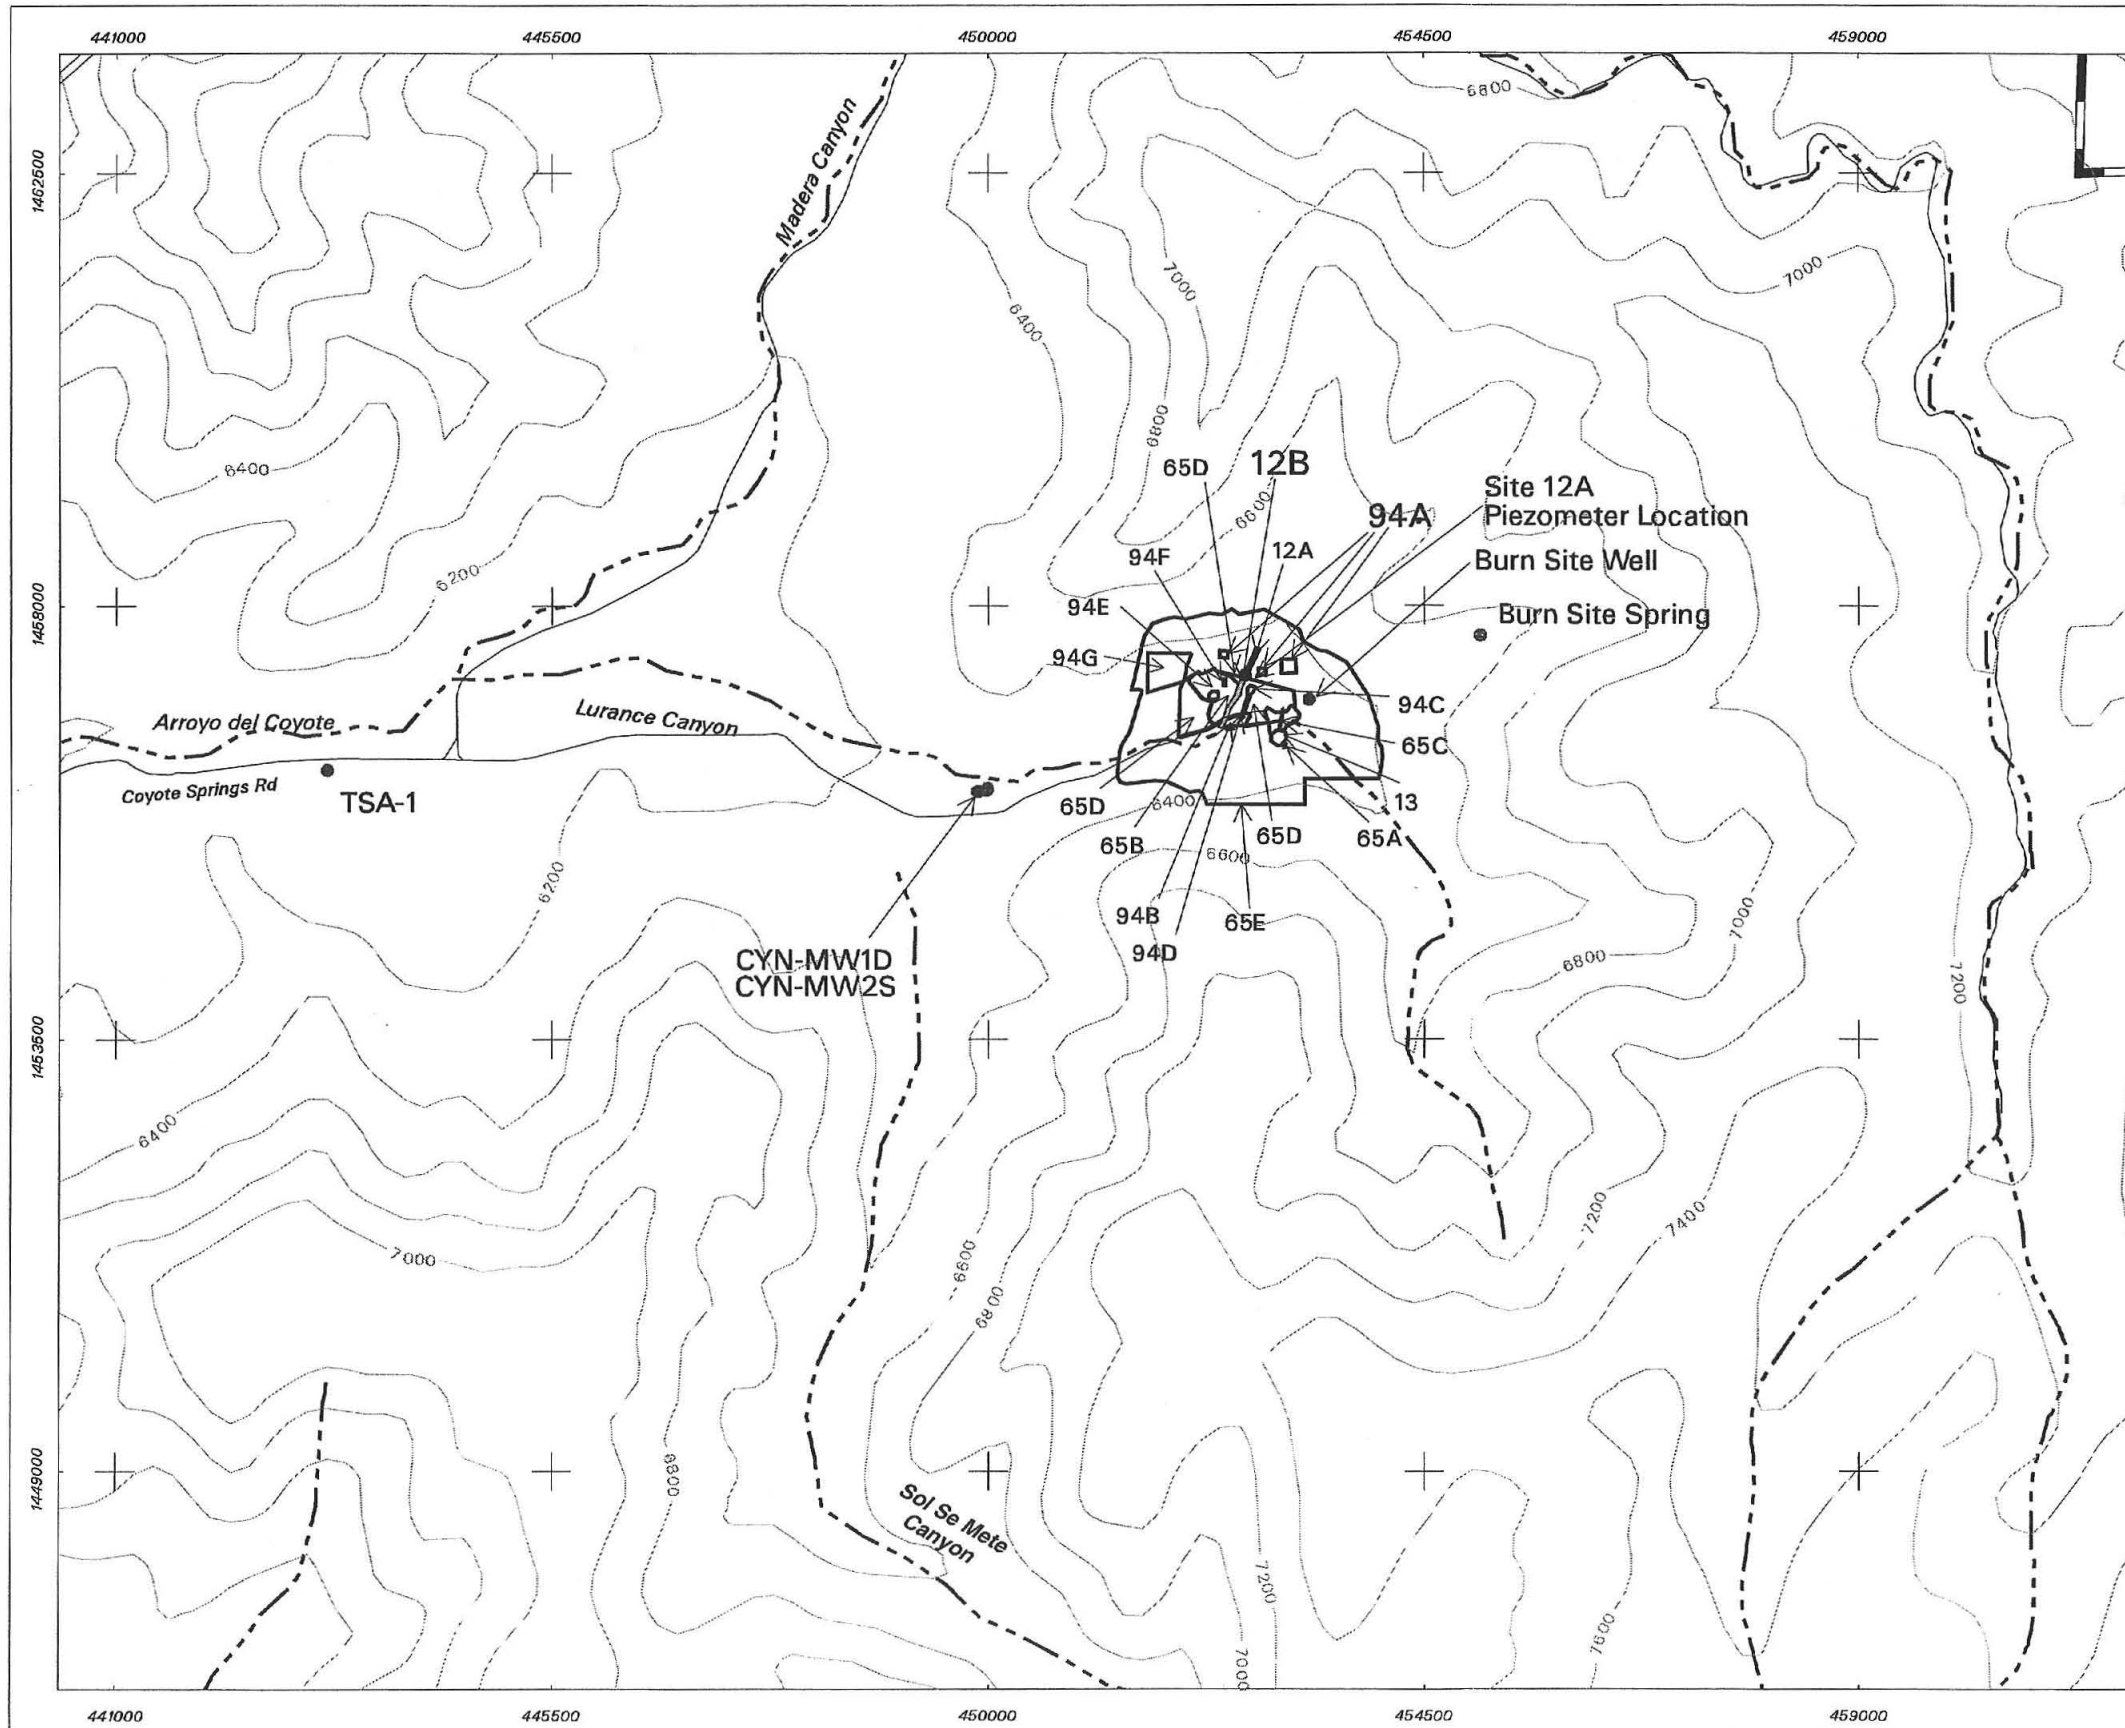 441000
445500
450000
454500
459000
6800
1462500
Madera Canyon
7000
7000
6400
6800
6400
65D
12B
Site 12A
Piezometer Location
6600
94A
94F
12A
Burn Site Well
6200
94E
1458000
Burn Site Spring
94G
94C
Arroyo del Coyote
Lurance Canyon
65C
Coyote Springs Rd
TSA-1
65D
6400
13
65B
65D
65A
6600
6200
94B
65E
7000
94D
CYN-MW1D
CYN-MW2S
6800
7200
1453500
6400
7200
7400
7000
6600
6800
1449000
6800
Sol Se Mete
Canyon
7200
7600
7000
441000
445500
450000
454500
459000